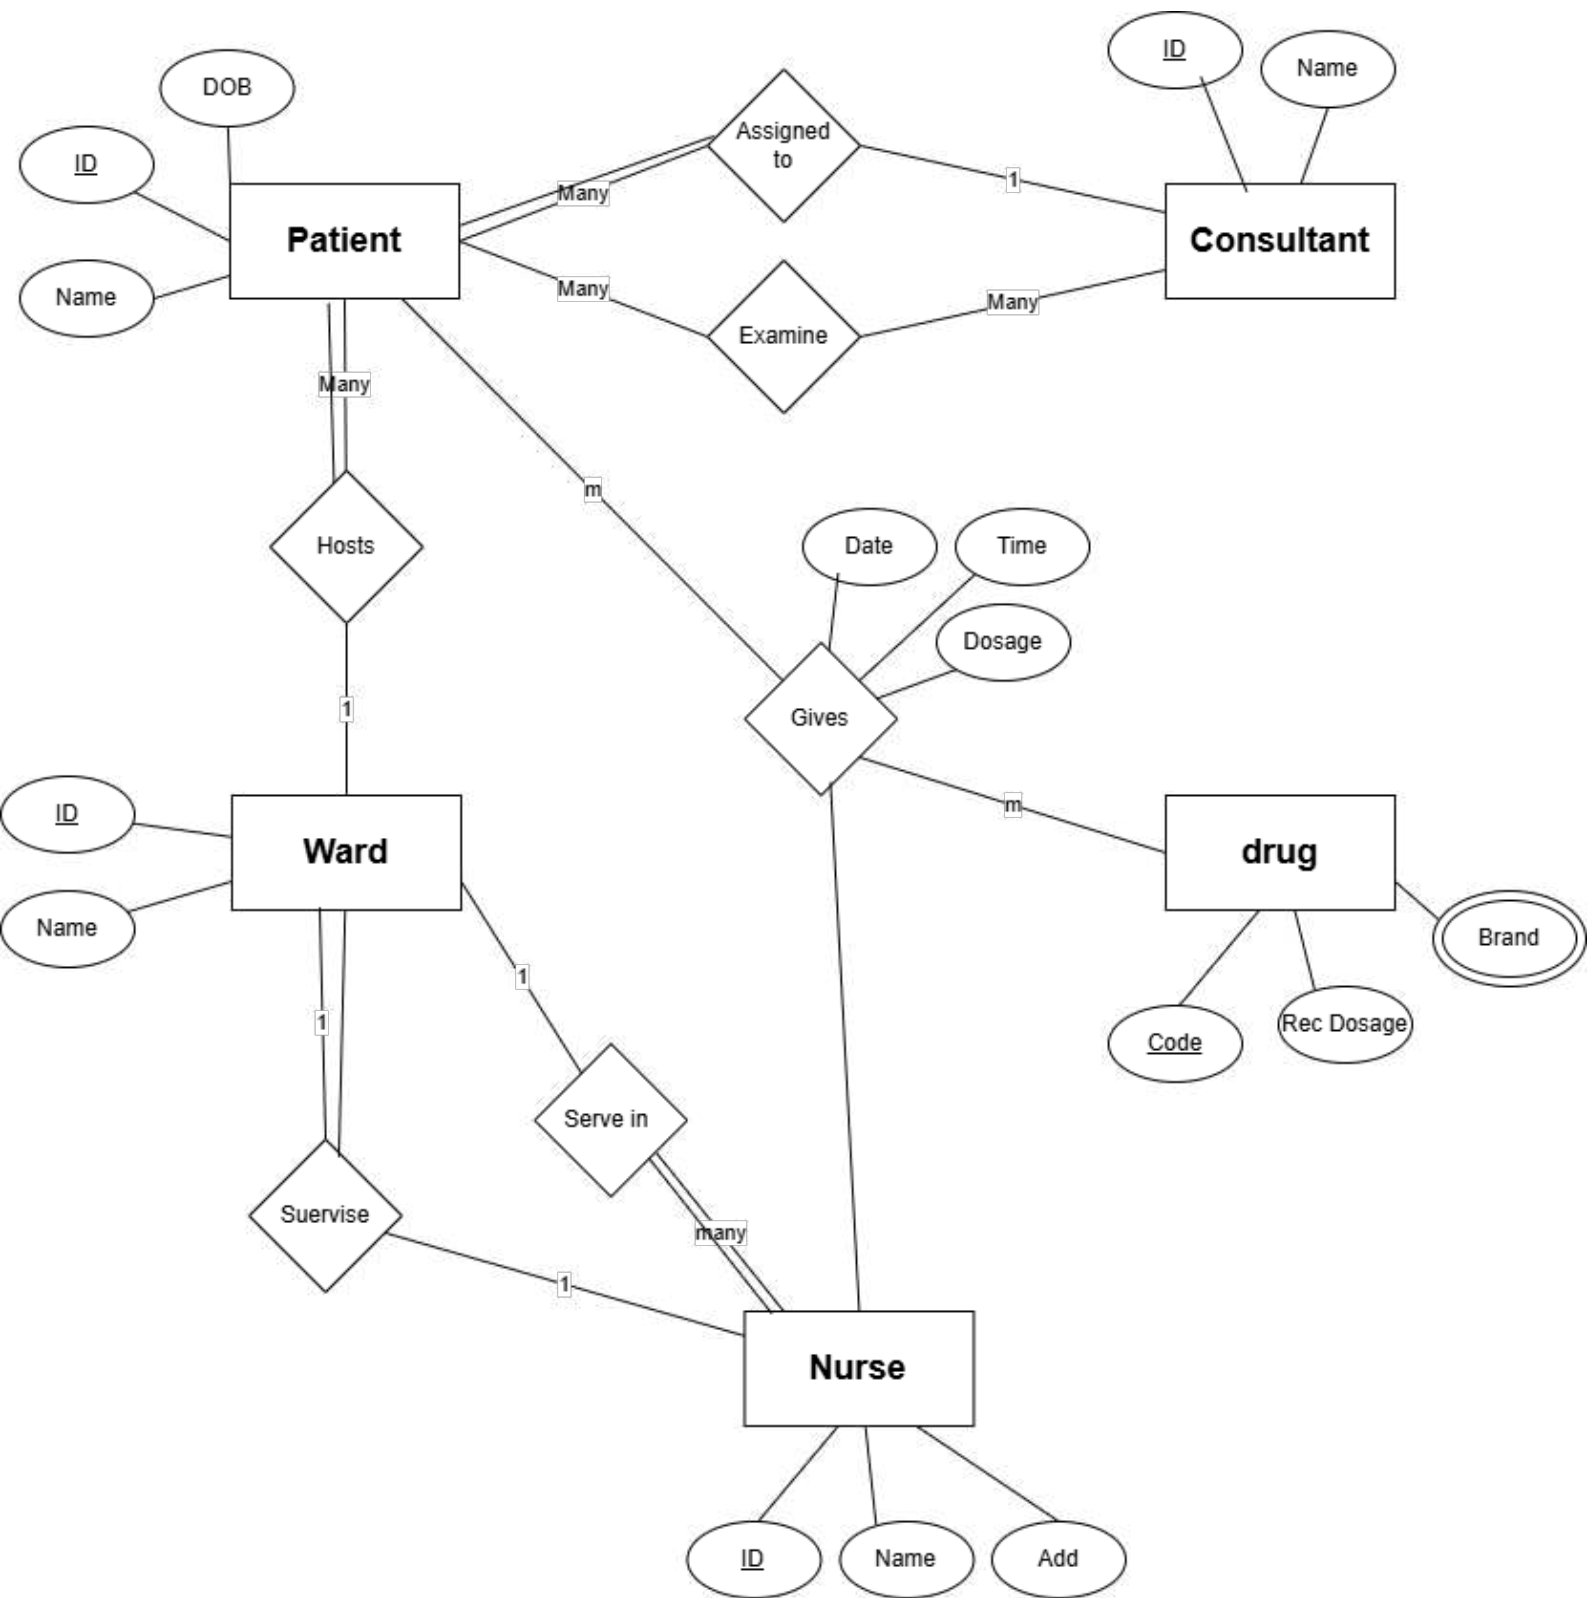 ID
Name
DOB
Assigned
to
ID
Name
Many
1
Patient
Consultant
Name
Many
Many
Examine
Many
m
Hosts
Date
Time
Dosage
1
Gives
ID
m
Ward
drug
Name
Brand
1
1
Code
Rec Dosage
Serve in
Suervise
many
1
Nurse
ID
Name
Add